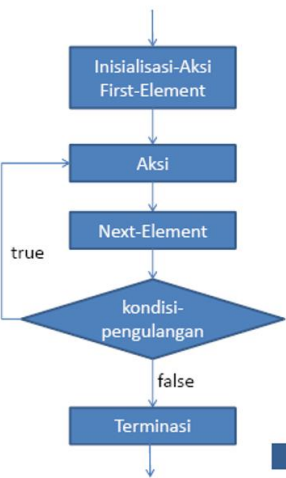 Inisialisasi-Aksi
First-Element
Aksi
Next-Element
true
kondisi-
pengulangan
false
Terminasi